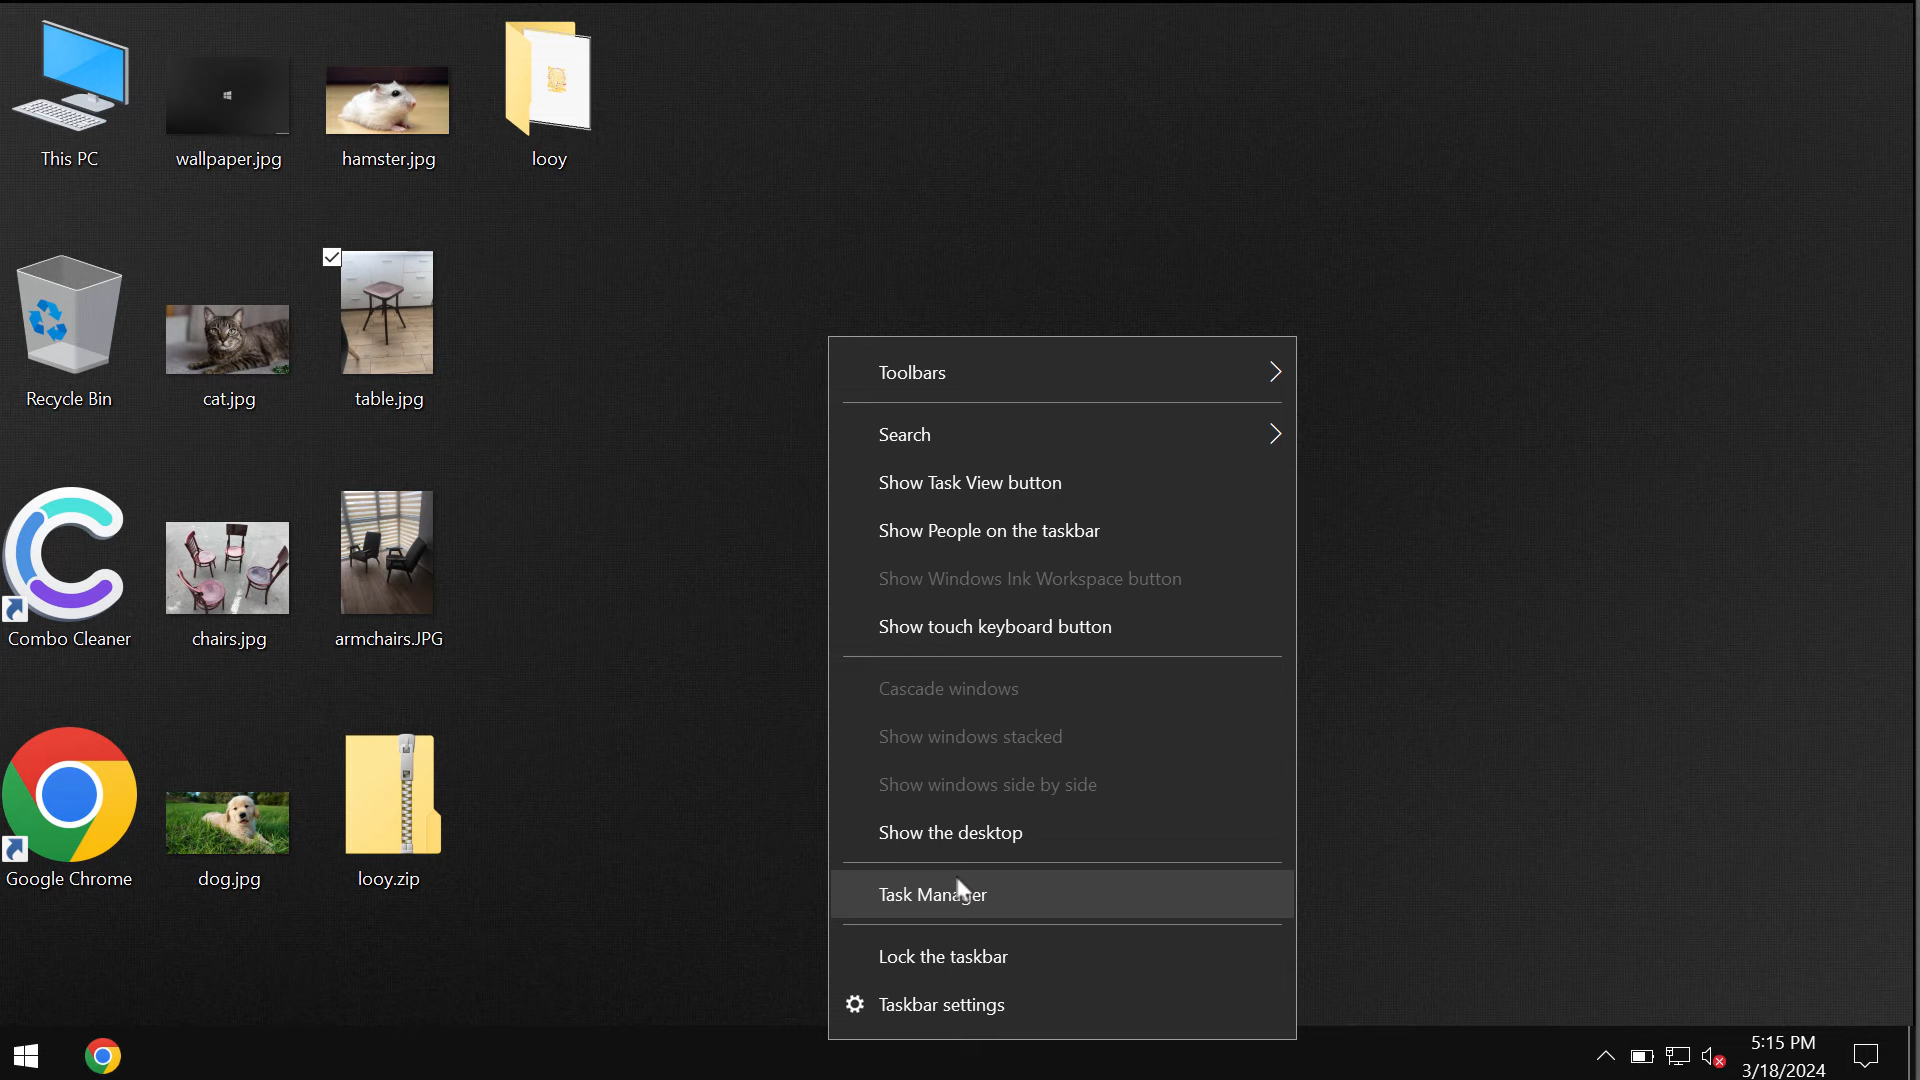 This PC
wallpaper.jpg
hamster.jpg
looy
Recycle Bin
cat.jpg
table.jpg
Combo Cleaner
chairs.jpg
armchairs.JPG
Google Chrome
dog.jpg
looy.zip
Toolbars
Search
Show Task View button
Show People on the taskbar
Show Windows Ink Workspace button
Show touch keyboard button
Cascade windows
Show windows stacked
Show windows side by side
Show the desktop
Task Manager
Lock the taskbar
Taskbar settings
5:15 PM
3/18/2024